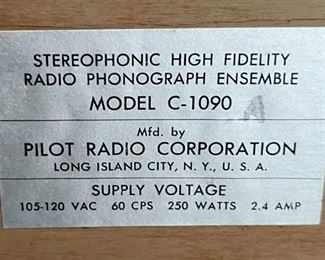 STEREOPHONIC HIGH FIDELITY
RADIO PHONOGRAPH ENSEMBLE
MODEL C-1090 A
Mfd. by
PILOT RADIO CORPORATION
LONG ISLAND CITY, N. Y., U. S. A.
SUPPLY VOLTAGE
105-120 VAC 60 CPS 250 WATTS 2.4 AMP